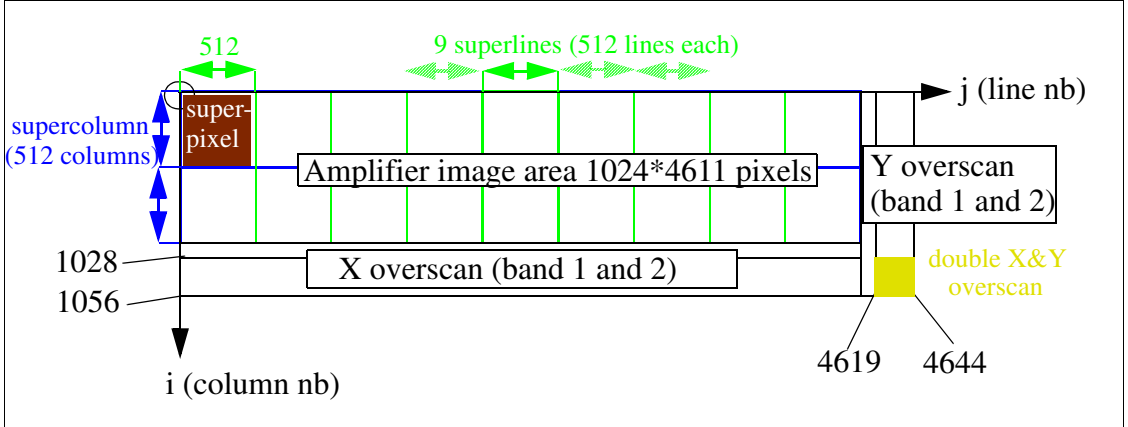 512
9 superlines (512 lines each)
j (line nb)
super-
pixel
supercolumn
(512 columns)
Amplifier image area 1024*4611 pixels
Y overscan
(band 1 and 2)
1028
X overscan (band 1 and 2)
double X&Y
overscan
1056
4619
4644
i (column nb)